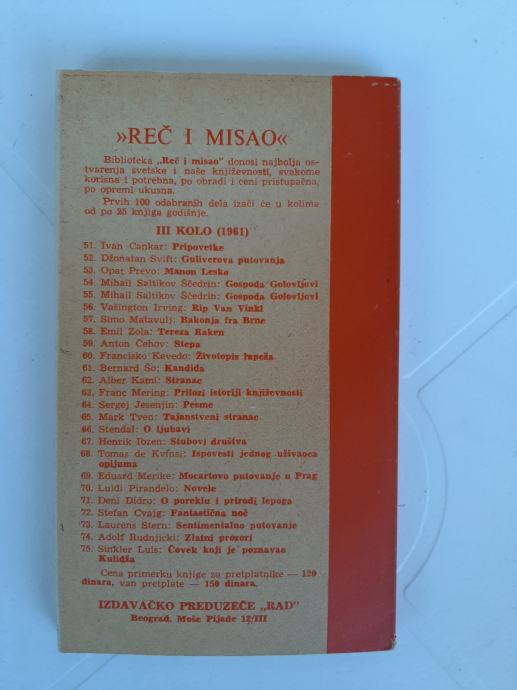 »REČ I MISAO«
Biblioteka „Reč i misao" donosi najbolja os-
tvarenja svetske i naše književnosti, svakome
korisna i potrebna, po obradi i ceni pristupačna,
po opremi ukusna.
Prvih 100 odabranih dela izaći će u kolima
od po 25 knjiga godišnje.
III KOLO (1961)
51. Ivan Cankar: Pripovetke
52. Džonatan Svift: Guliverova putovanja
53. Opat Prevo: Manon Lesko
54. Mihail Saltikov Ščedrin: Gospoda Golovljovi
55. Mihail Saltikov Ščedrin: Gospoda Golovljovi
56. Vašington Irving: Rip Van Vinkl
57. Simo Matavulj: Bakonja fra Brne
58. Emil Zola: Tereza Raken
59. Anton Čehov: Stepa
60. Francisko Kevedo: Životopis lupeža
61. Bernard Šo: Kandida
62. Alber Kami: Stranac
63. Franc Mering: Prilozi istoriji književnosti
64. Sergej Jesenjin: Pesme
65. Mark Tven: Tajanstveni stranac
66. Stendal: O ljubavi
67. Henrik Ibzen: Stubovi društva
68. Tomas de Kvinsi: Ispovesti jednog uživaoca
opijuma
69. Eduard Merike: Mocartovo putovanje u Prag
70. Luiđi Pirandelo: Novele
71. Deni Didro: O poreklu i prirodi lepoga
72. Stefan Cvajg: Fantastična noć
73. Laurens Stern: Sentimentalno putovanje
74. Adolf Rudnjicki: Zlatni prozori
75. Sinkler Luis: Čovek koji je poznavao
Kulidža
Cena primerku knjige za pretplatnike — 120
dinara, van pretplate — 150 dinara.
IZDAVAČKO PREDUZEĆE „RAD"
Beograd, Moše Pijade 12/III